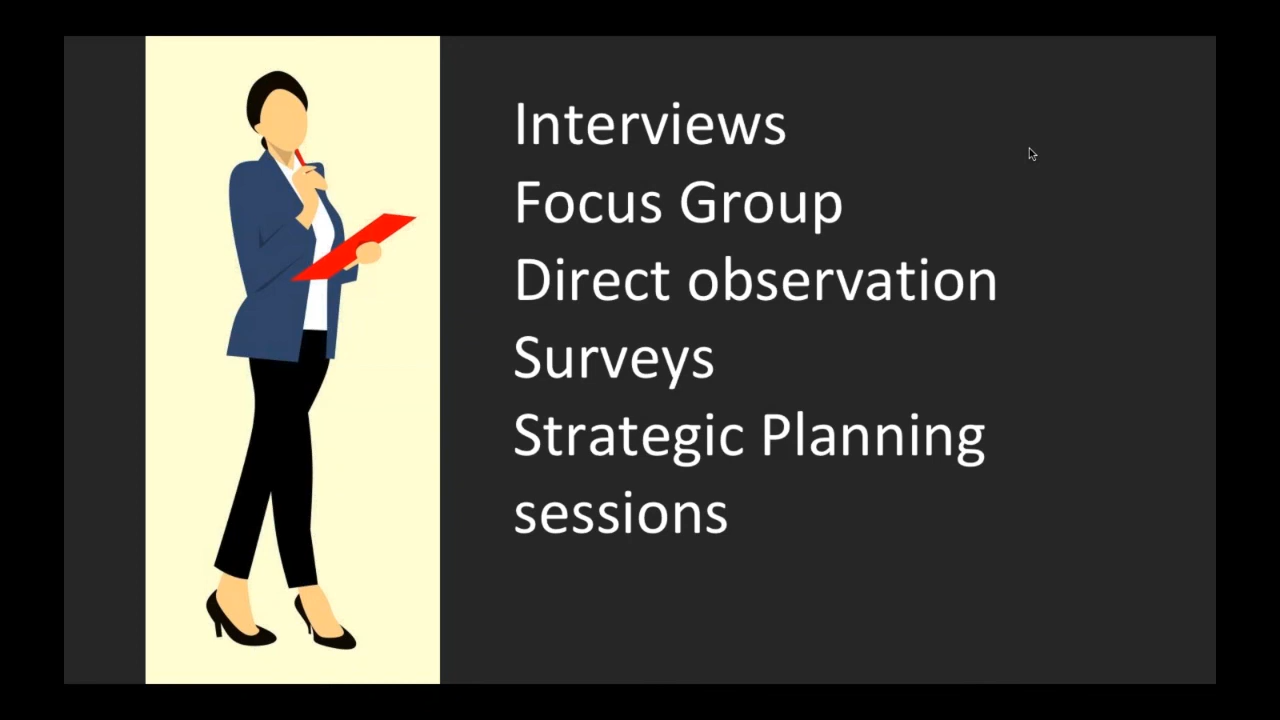 Interviews
Focus Group
Direct observation
Surveys
Strategic Planning
sessions